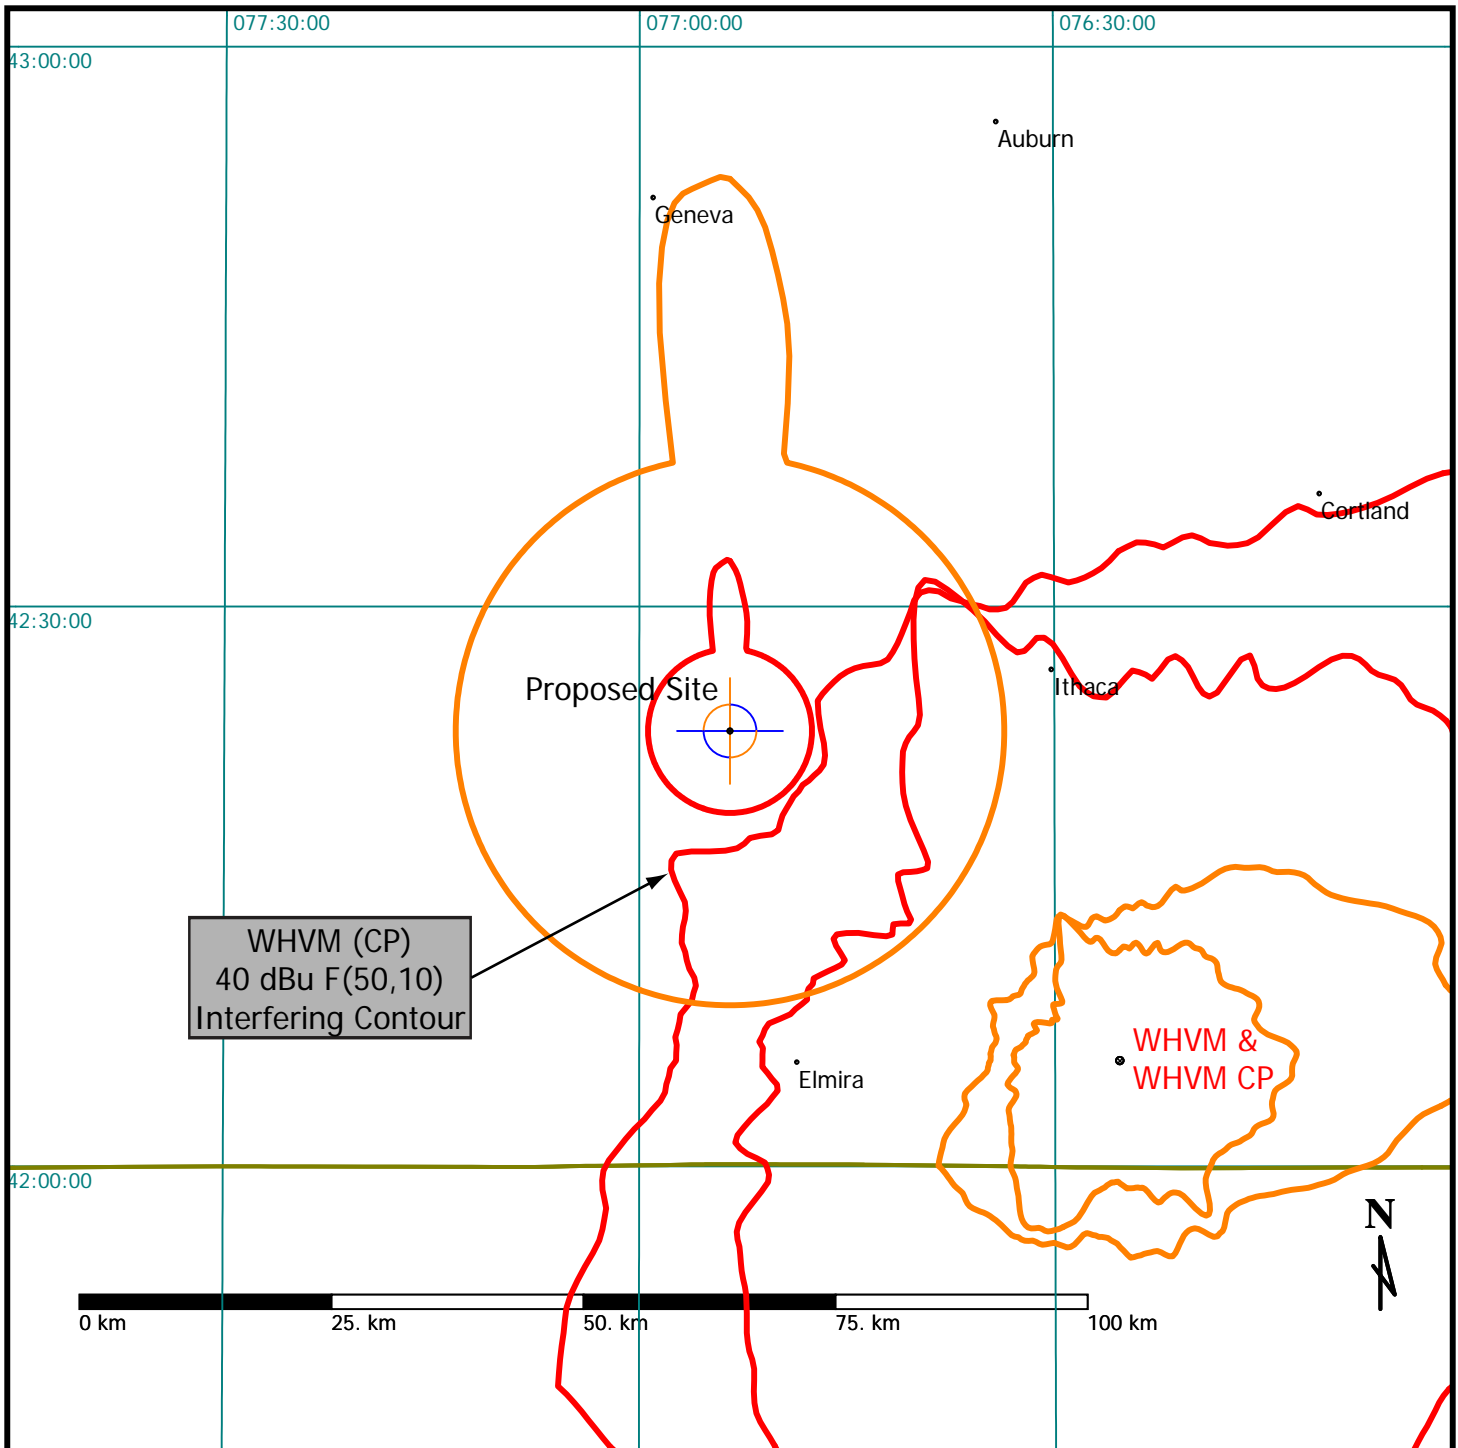 077:30:00
077:00:00
076:30:00
43:00:00
Auburn
Geneva
Cortland
42:30:00
Proposed Site
Ithaca
WHVM (CP)
40 dBu F(50,10)
Interfering Contour
WHVM &
WHVM CP
Elmira
42:00:00
N
0 km
25. km
50. km
75. km
100 km